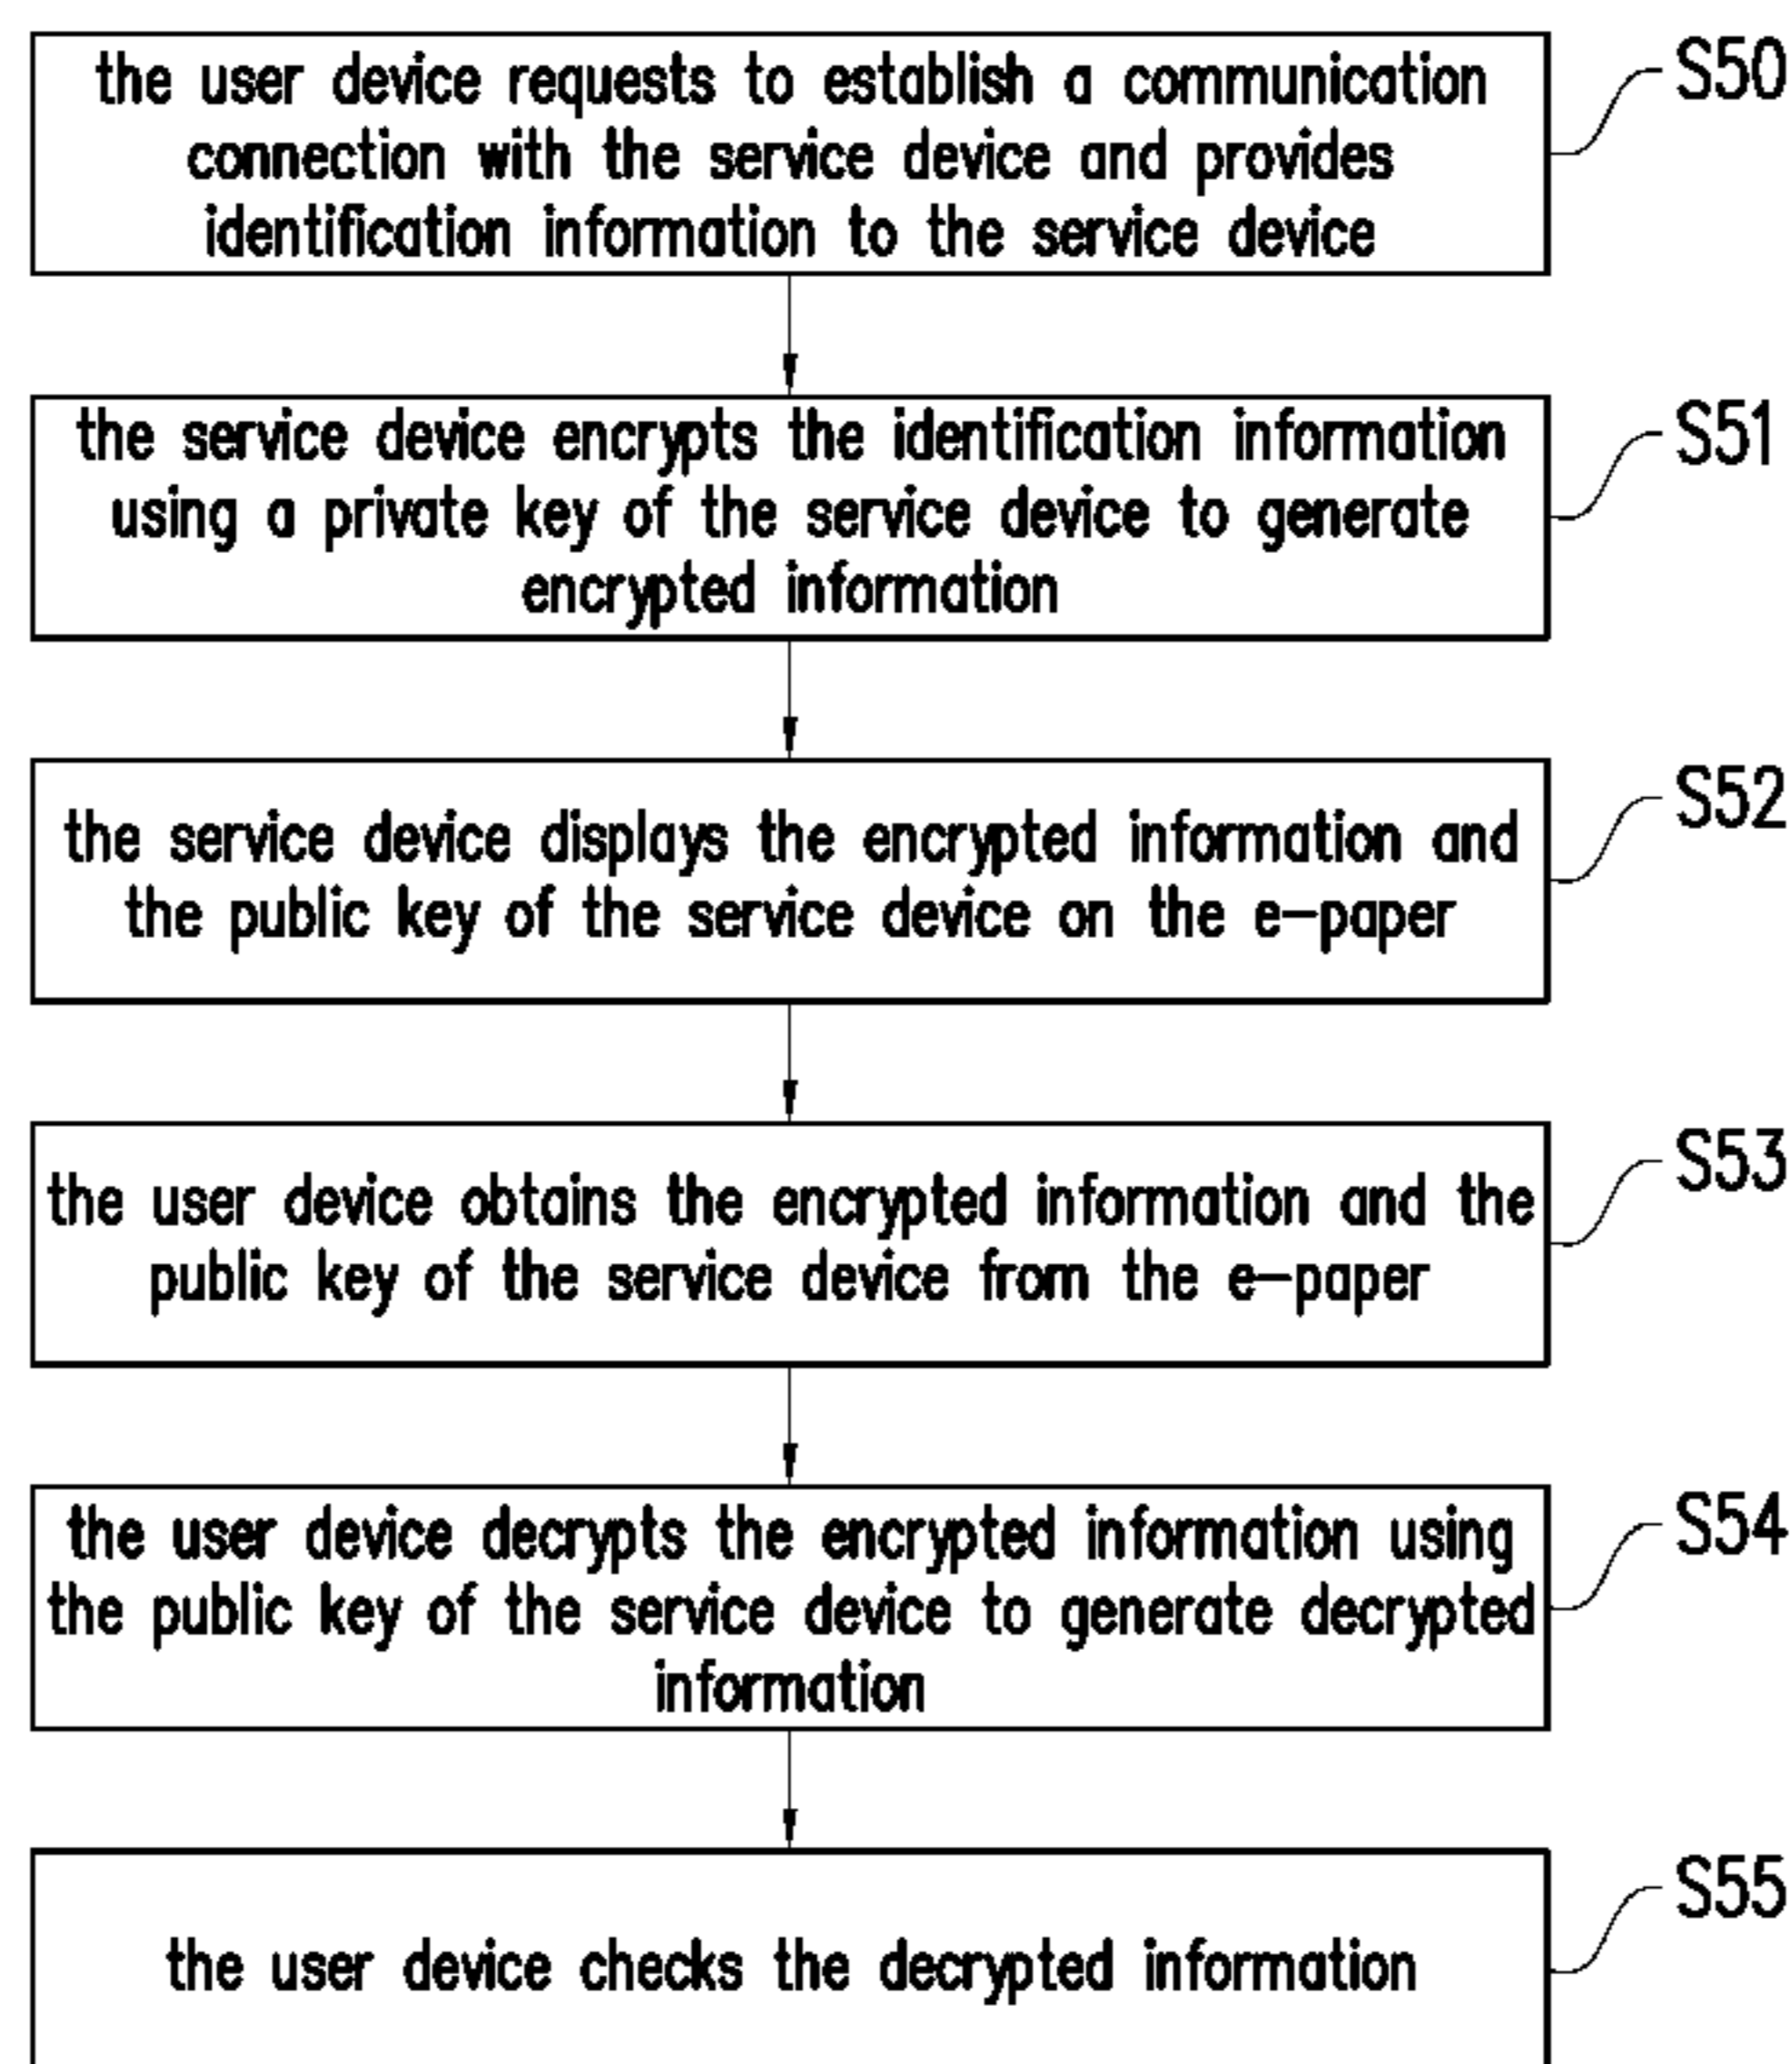 the user device requests to establish a communication
connection with the service device and provides
identification information to the service device
S50
the service device encrypts the identification information
using a private key of the service device to generate
encrypted information
S51
the service device displays the encrypted information and
the public key of the service device on the e-paper
S52
the user device obtains the encrypted information and the
public key of the service device from the e-paper
S53
the user device decrypts the encrypted information using
the public key of the service device to generate decrypted
information
S54
the user device checks the decrypted information
S55